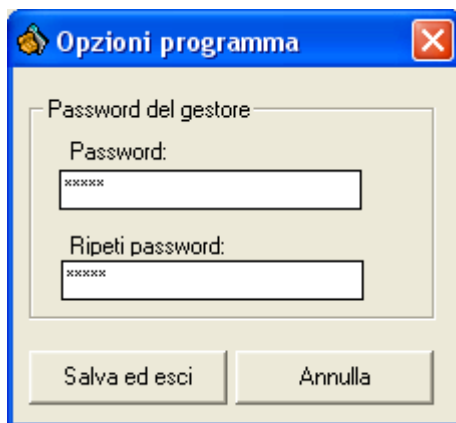 Opzioni programma
Password del gestore
Password:
*****
Ripeti password:
*****
Salva ed esci
Annulla